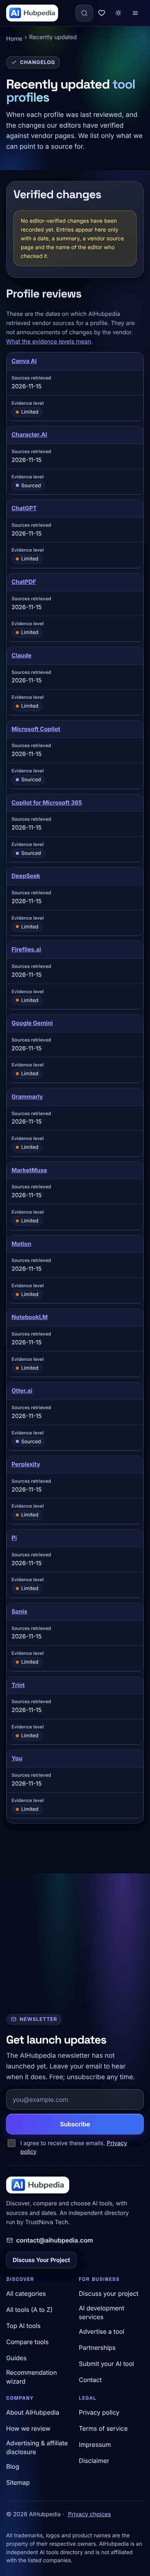 AI Hubpedia
Home › Recently updated
CHANGELOG
Recently updated tool
profiles
When each profile was last reviewed, and
the changes our editors have verified
against vendor pages. We list only what we
can point to a source for.
Verified changes
No editor-verified changes have been
recorded yet. Entries appear here only
with a date, a summary, a vendor source
page and the name of the editor who
checked it.
Profile reviews
These are the dates on which AIHubpedia
retrieved vendor sources for a profile. They are
not announcements of changes by the vendor.
What the evidence levels mean.
Canva AI
Sources retrieved
2026-11-15
Evidence level
Limited
Character.AI
Sources retrieved
2026-11-15
Evidence level
Sourced
ChatGPT
Sources retrieved
2026-11-15
Evidence level
Limited
ChatPDF
Sources retrieved
2026-11-15
Evidence level
Limited
Claude
Sources retrieved
2026-11-15
Evidence level
Limited
Microsoft Copilot
Sources retrieved
2026-11-15
Evidence level
Sourced
Copilot for Microsoft 365
Sources retrieved
2026-11-15
Evidence level
Sourced
DeepSeek
Sources retrieved
2026-11-15
Evidence level
Limited
Fireflies.ai
Sources retrieved
2026-11-15
Evidence level
Limited
Google Gemini
Sources retrieved
2026-11-15
Evidence level
Limited
Grammarly
Sources retrieved
2026-11-15
Evidence level
Limited
MarketMuse
Sources retrieved
2026-11-15
Evidence level
Limited
Motion
Sources retrieved
2026-11-15
Evidence level
Limited
NotebookLM
Sources retrieved
2026-11-15
Evidence level
Limited
Otter.ai
Sources retrieved
2026-11-15
Evidence level
Sourced
Perplexity
Sources retrieved
2026-11-15
Evidence level
Limited
Pi
Sources retrieved
2026-11-15
Evidence level
Limited
Sonix
Sources retrieved
2026-11-15
Evidence level
Limited
Trint
Sources retrieved
2026-11-15
Evidence level
Limited
You
Sources retrieved
2026-11-15
Evidence level
Limited
NEWSLETTER
Get launch updates
The AIHubpedia newsletter has not
launched yet. Leave your email to hear
when it does. Free; unsubscribe any time.
you@example.com
Subscribe
I agree to receive these emails. Privacy
policy
AI Hubpedia
Discover, compare and choose AI tools, with
sources and dates. An independent directory
run by TrustNova Tech.
contact@aihubpedia.com
Discuss Your Project
DISCOVER
All categories
All tools (A to Z)
Top AI tools
Compare tools
Guides
Recommendation
wizard
FOR BUSINESS
Discuss your project
AI development
services
Advertise a tool
Partnerships
Submit your AI tool
Contact
COMPANY
About AIHubpedia
How we review
Advertising & affiliate
disclosure
Blog
Sitemap
LEGAL
Privacy policy
Terms of service
Impressum
Disclaimer
© 2026 AIHubpedia · Privacy choices
All trademarks, logos and product names are the
property of their respective owners. AIHubpedia is an
independent AI tools directory and is not affiliated
with the listed companies.